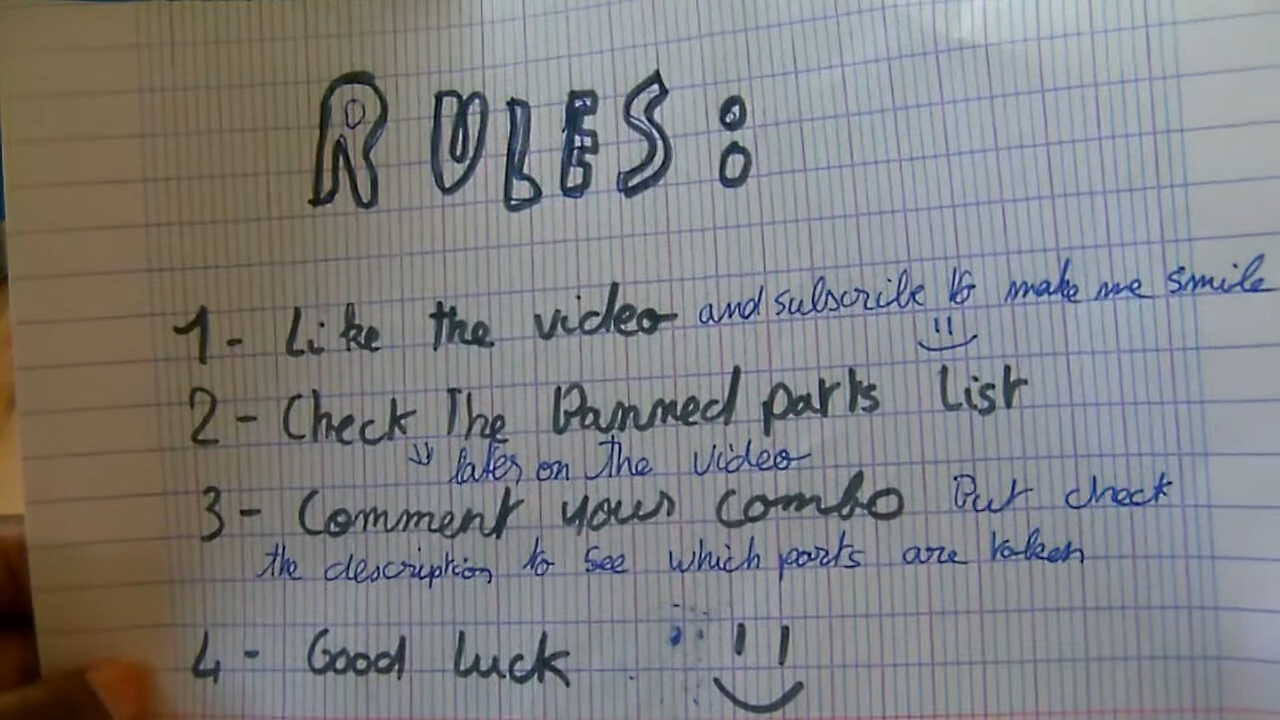 RULES:
1- Like the video and subscribe to make me smile
2- Check The Banned parts List
later on The video
3- Comment your combo But check
the description to see which parts are taken
4- Good luck